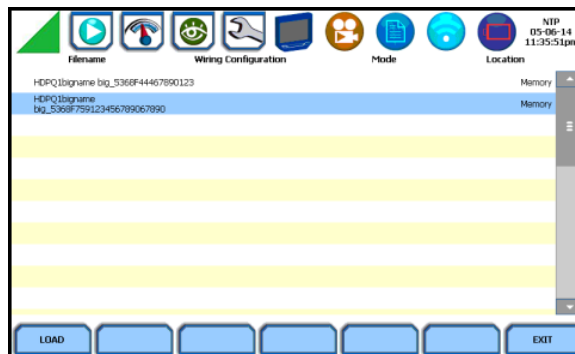 NTP
05-06-14
11:35:51pm
Filename Wiring Configuration Mode Location
HDPQ1bigname big_5368F44467890123 Memory
HDPQ1bigname
big_5368F759123456789067890 Memory
LOAD EXIT